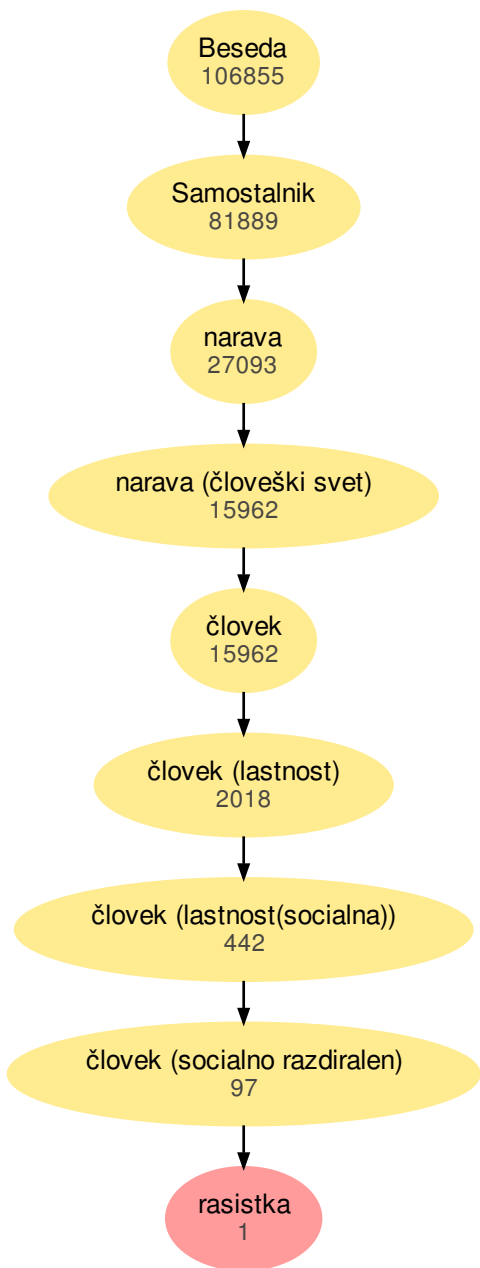 Beseda
106855
Samostalnik
81889
narava
27093
narava (človeški svet)
15962
človek
15962
človek (lastnost)
2018
človek (lastnost(socialna))
442
človek (socialno razdiralen)
97
rasistka
1